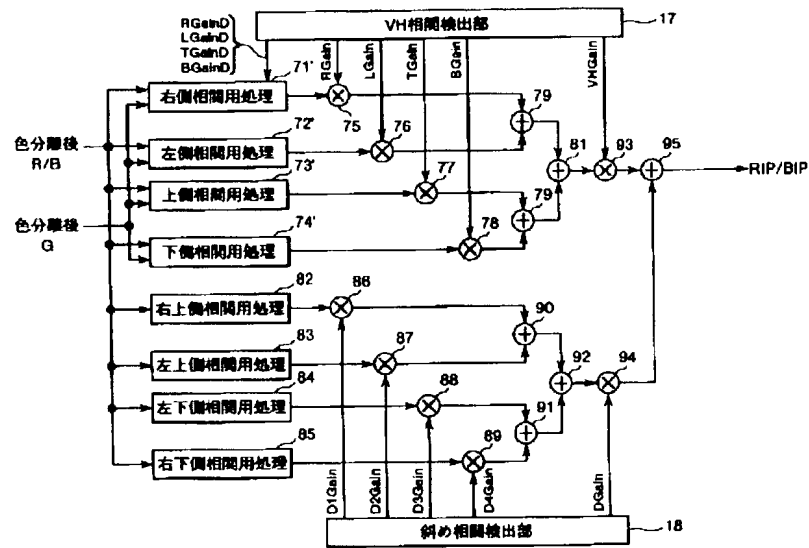 RGainD
LGainD
TGainD
BGainD
VH相関検出部
17
RGain
LGain
TGain
BGain
VHGain
71'
右側相関用処理
75
79
72'
左側相関用処理
76
81
93
95
色分離後
R/B
RIP/BIP
73'
上側相関用処理
77
79
色分離後
G
74'
下側相関用処理
78
82
右上側相関用処理
86
90
83
左上側相関用処理
87
92
94
84
左下側相関用処理
88
91
85
右下側相関用処理
89
D1Gain
D2Gain
D3Gain
D4Gain
DGain
斜め相関検出部
18